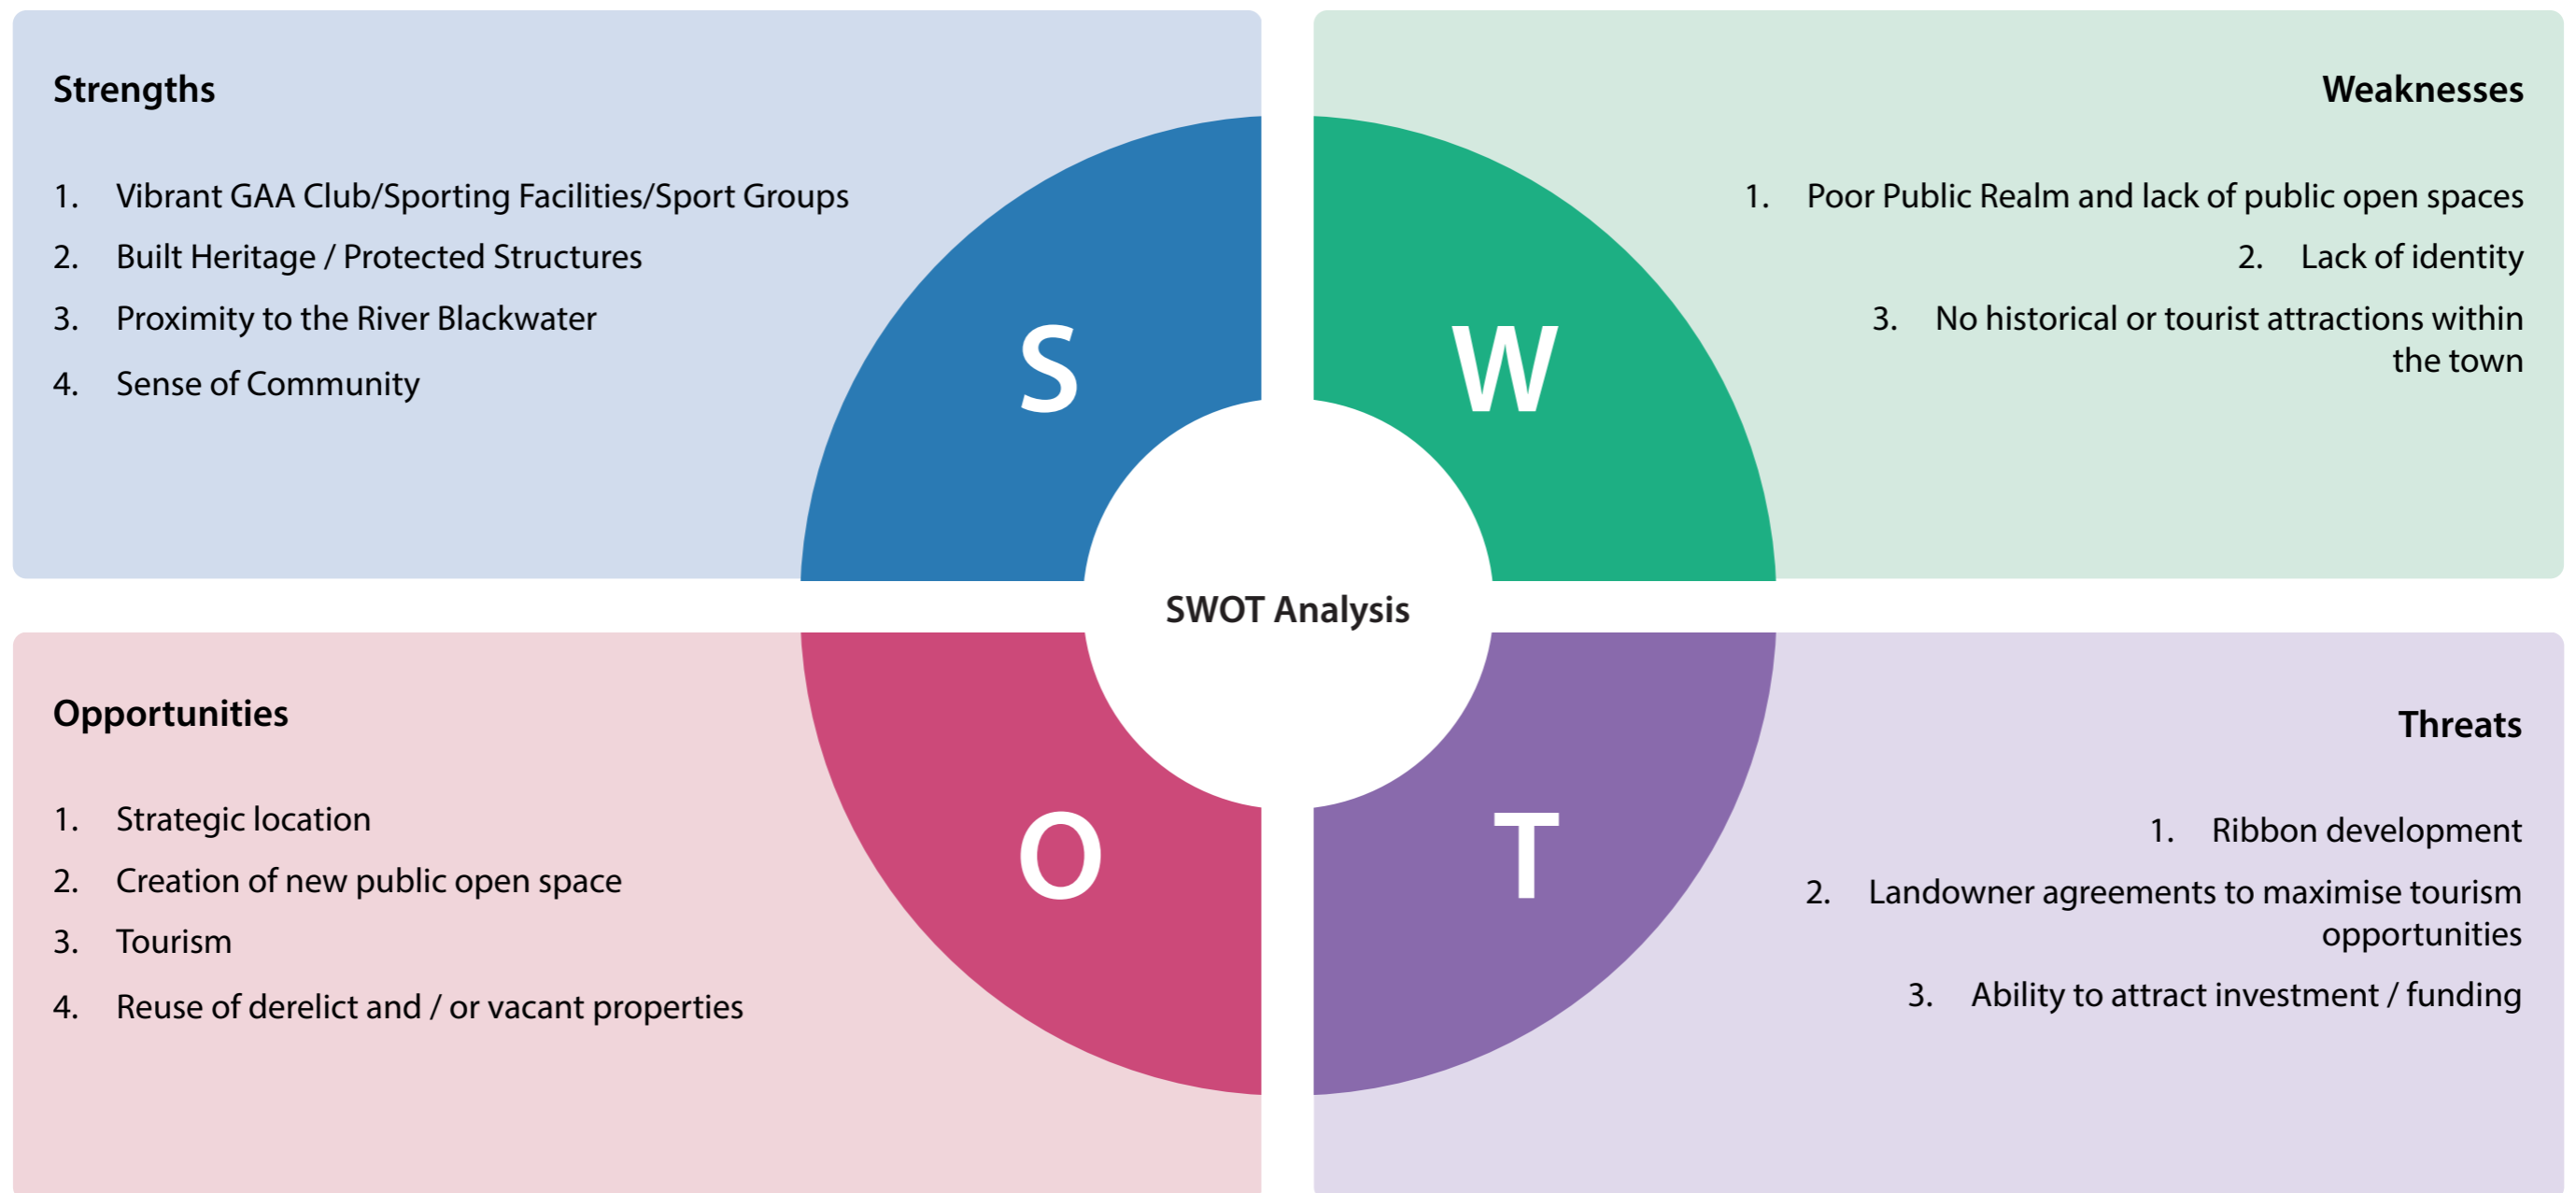 Strengths
1. Vibrant GAA Club/Sporting Facilities/Sport Groups
2. Built Heritage / Protected Structures
3. Proximity to the River Blackwater
4. Sense of Community
S
Weaknesses
1. Poor Public Realm and lack of public open spaces
2. Lack of identity
3. No historical or tourist attractions within
the town
W
SWOT Analysis
Opportunities
1. Strategic location
2. Creation of new public open space
3. Tourism
4. Reuse of derelict and / or vacant properties
O
Threats
1. Ribbon development
2. Landowner agreements to maximise tourism
opportunities
3. Ability to attract investment / funding
T